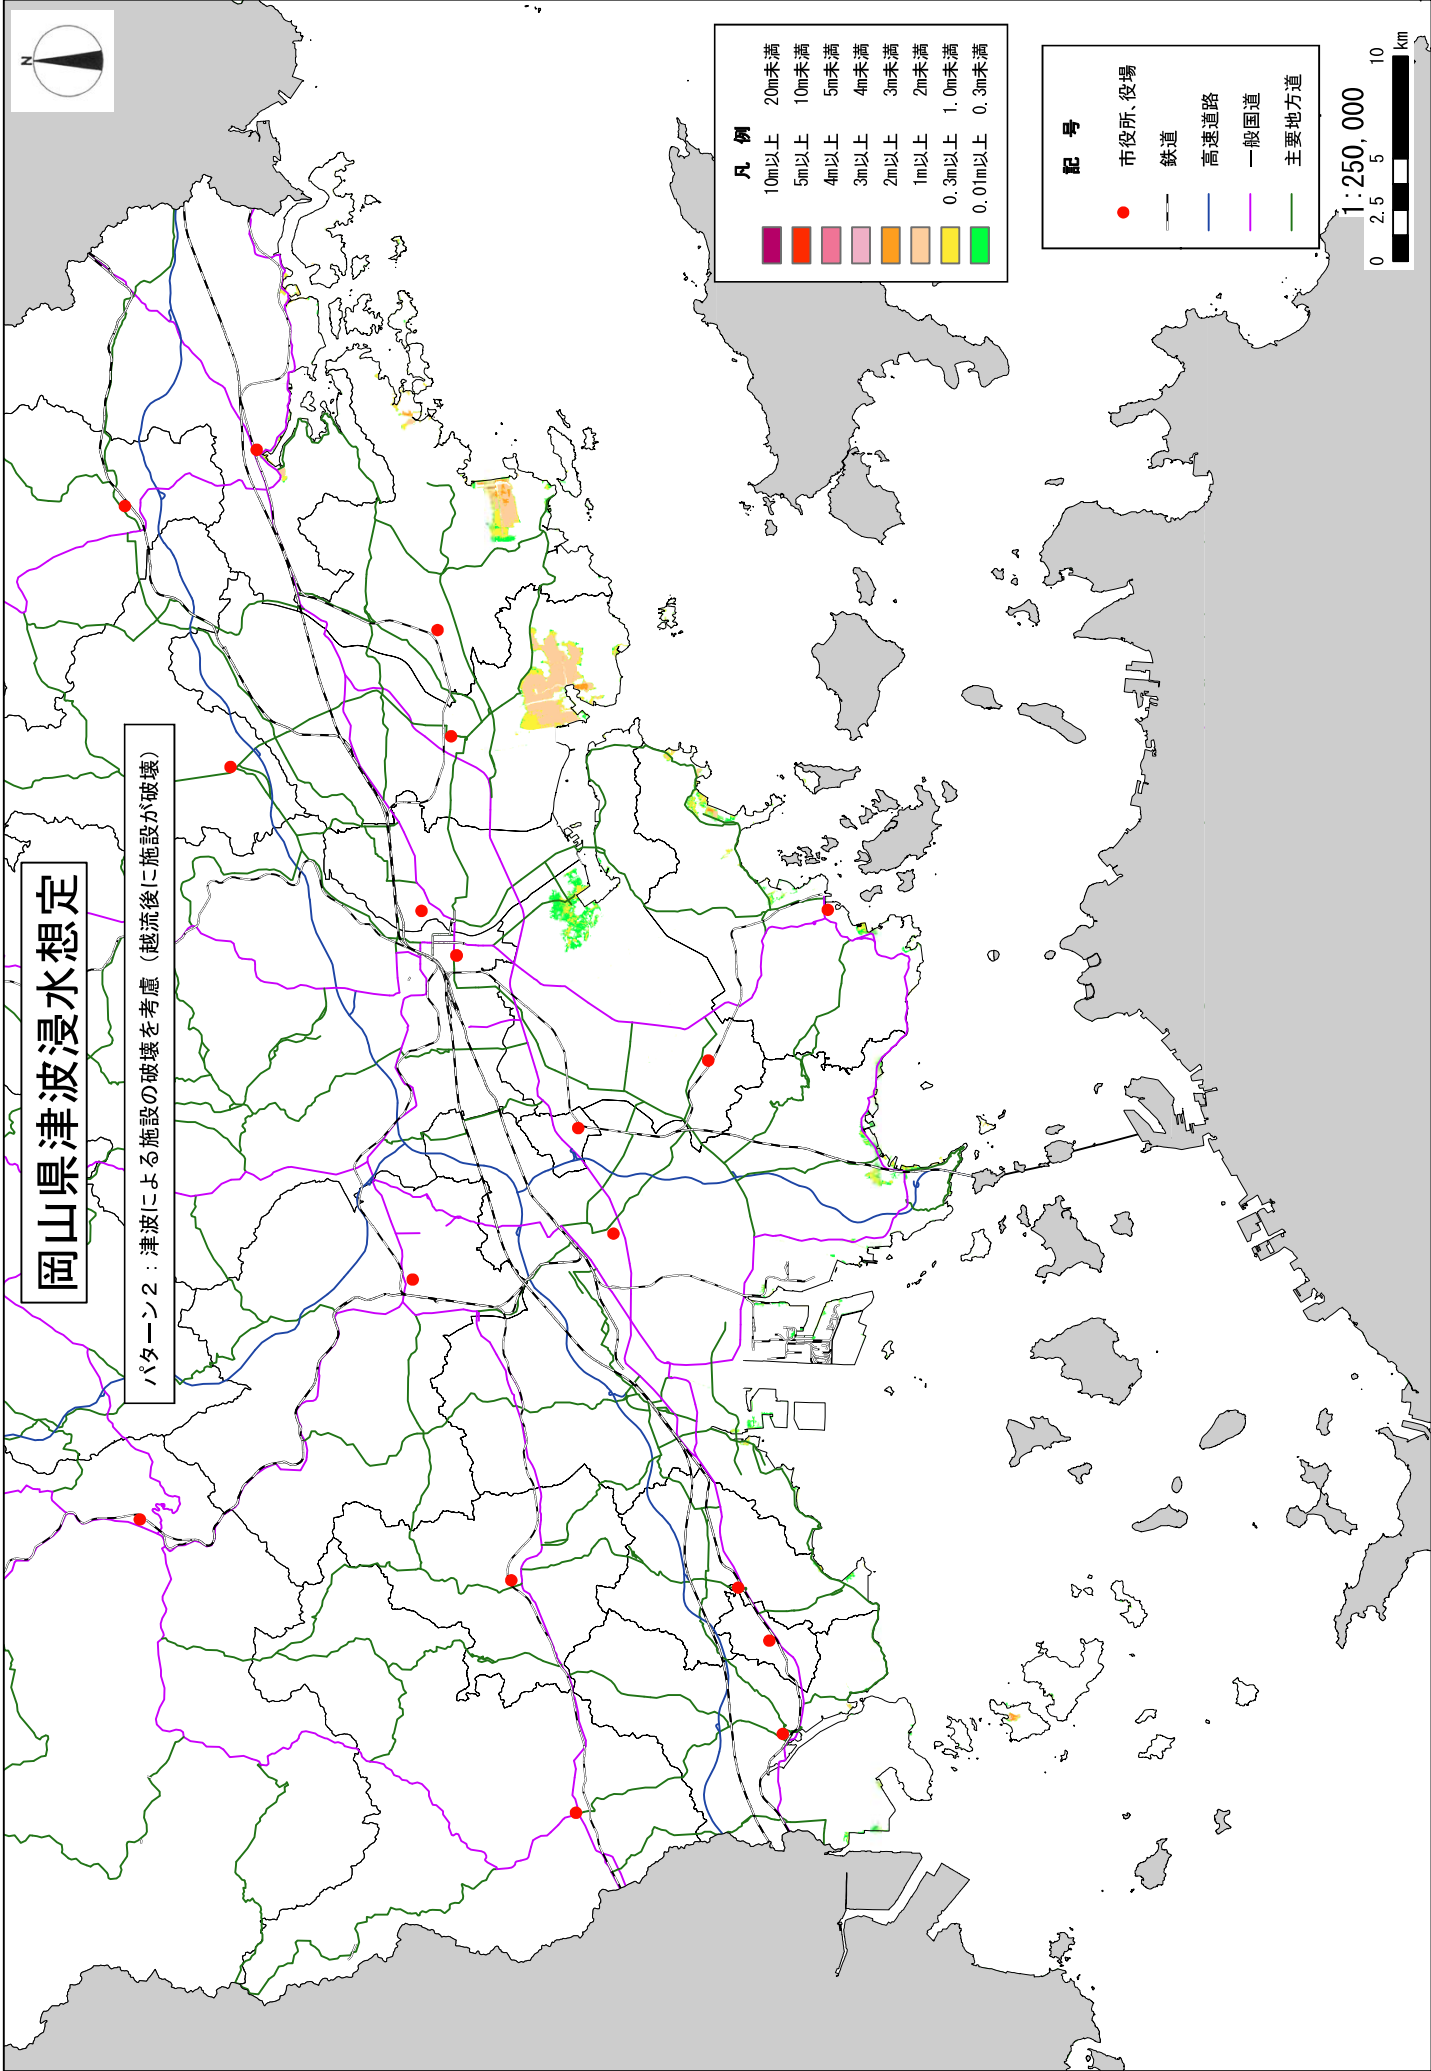 岡山県津波浸水想定
パターン2：津波による施設の破壊を考慮（越流後に施設が破壊）
N
凡　例
10m以上　20m未満
5m以上　10m未満
4m以上　5m未満
3m以上　4m未満
2m以上　3m未満
1m以上　2m未満
0.3m以上　1.0m未満
0.01m以上　0.3m未満
記　号
市役所、役場
鉄道
高速道路
一般国道
主要地方道
1:250,000
0　2.5　5　10
km